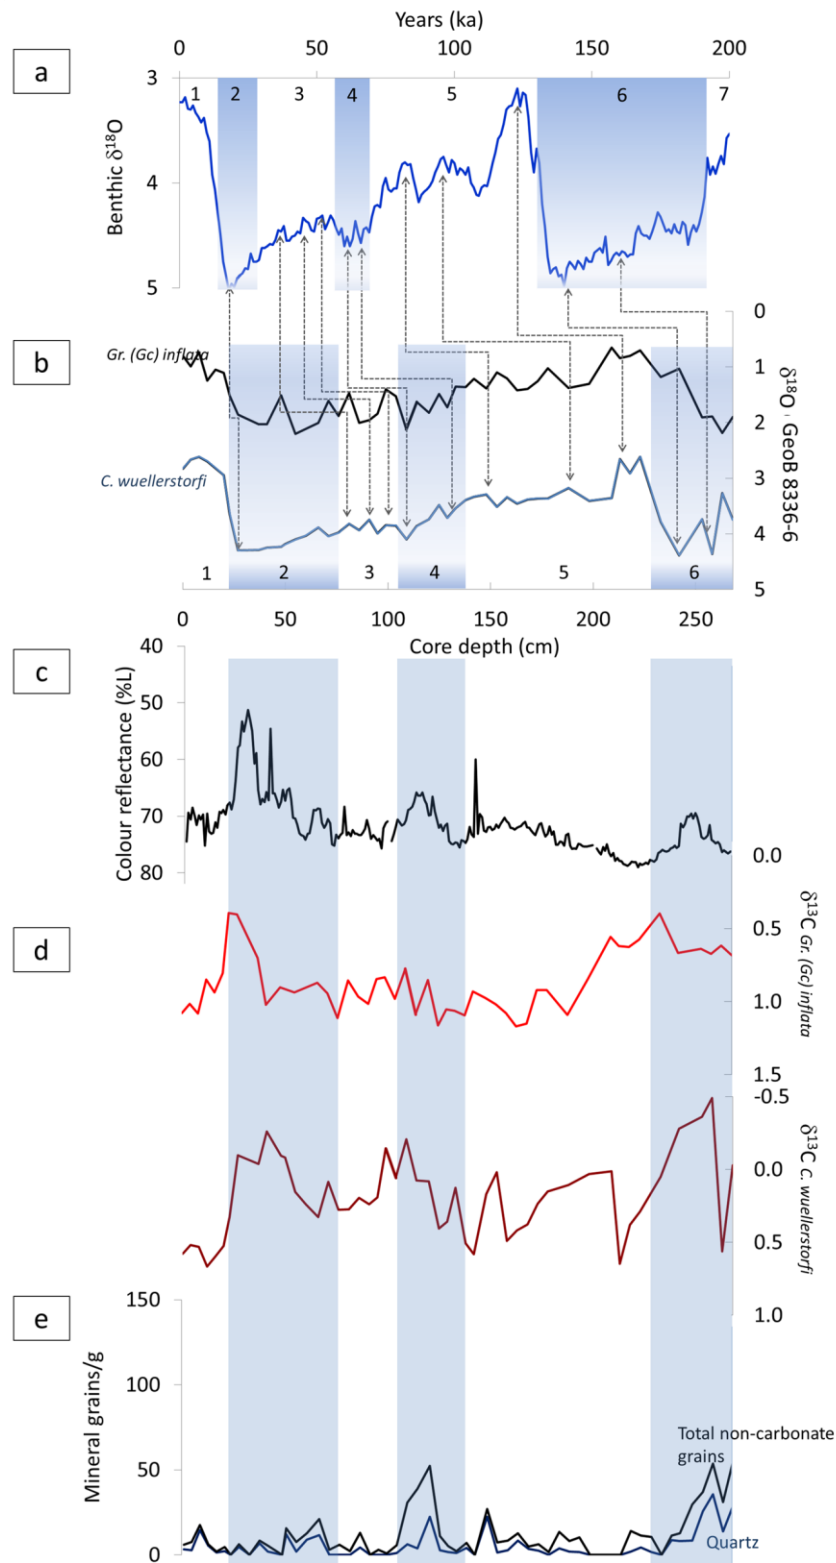 Years (ka)
0 50 100 150 200
a
3
1 2 3 4 5 6 7
Benthic δ18O
4
5
0
b
Gr. (Gc) inflata
1
2
δ18O , GeoB 8336-6
C. wuellerstorfi
3
4
1 2 3 4 5 6
5
0 50 100 150 200 250
Core depth (cm)
c
40
50
Colour reflectance (%L)
60
70
80
0.0
d
0.5
δ13C Gr. (Gc) inflata
1.0
1.5
-0.5
0.0
δ13C C. wuellerstorfi
0.5
1.0
e
150
Mineral grains/g
100
Total non-carbonate
grains
50
Quartz
0